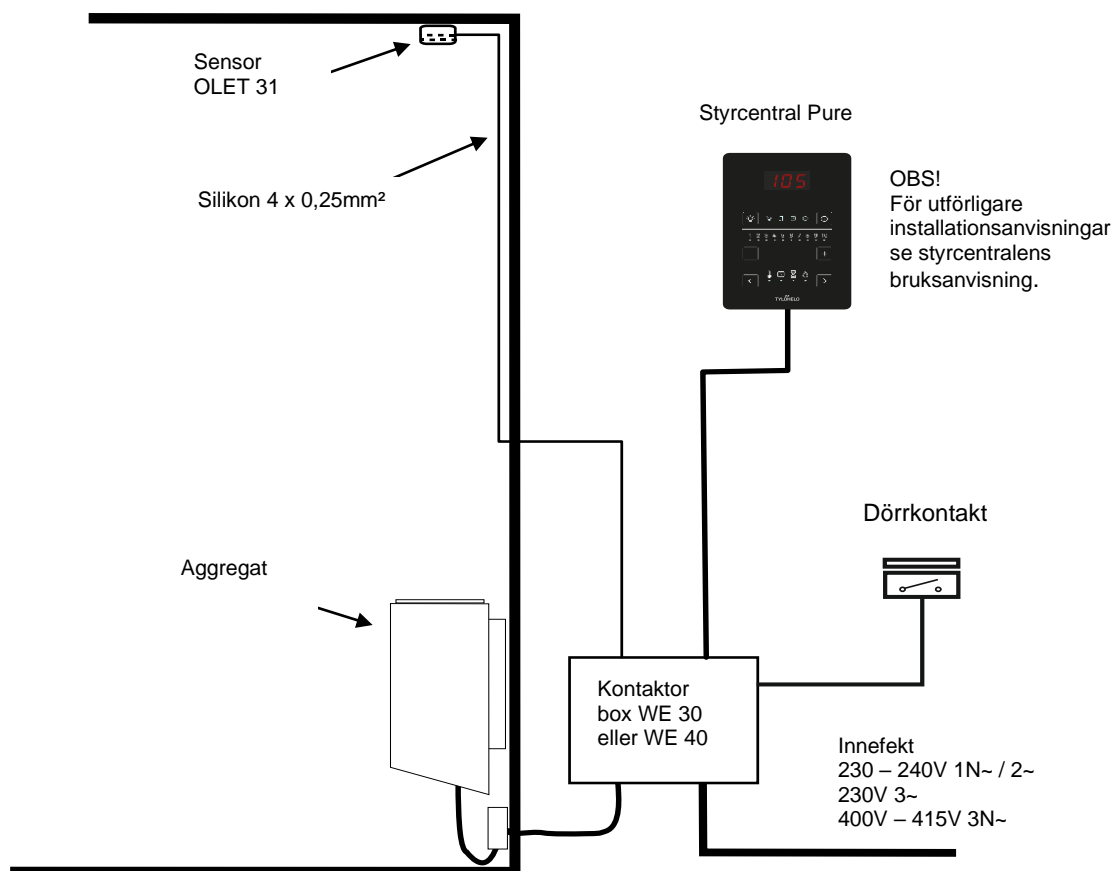 Sensor
OLET 31
Silikon 4 x 0,25mm²
Styrcentral Pure
105
TYLÖHELO
OBS!
För utförligare
installationsanvisningar
se styrcentralens
bruksanvisning.
Dörrkontakt
Aggregat
Kontaktor
box WE 30
eller WE 40
Innefekt
230 – 240V 1N~ / 2~
230V 3~
400V – 415V 3N~